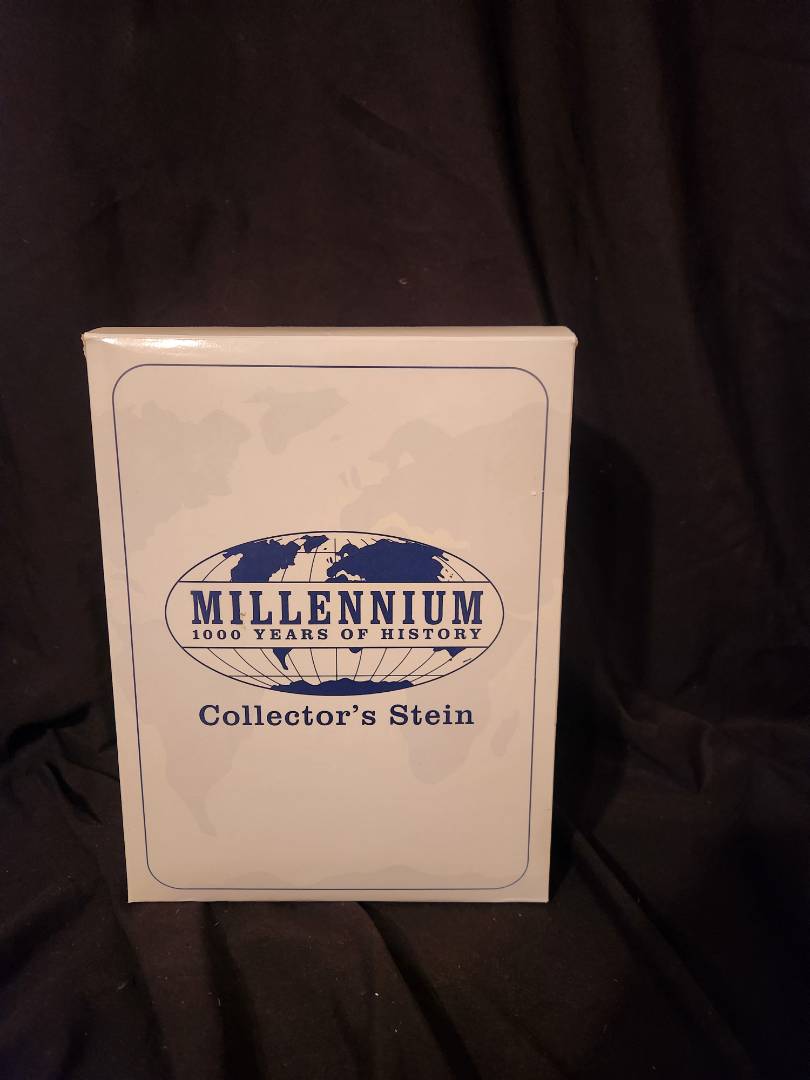 MILLENNIUM
1000 YEARS OF HISTORY
Collector's Stein